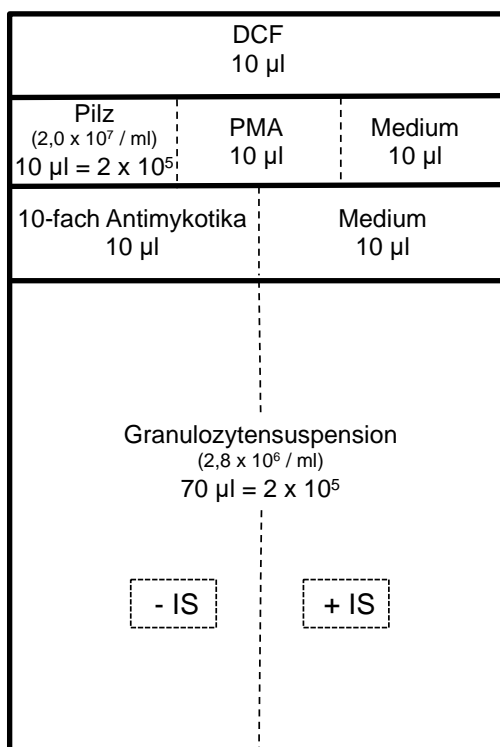 DCF
10 µl
Pilz
(2,0 x 10⁷ / ml)
10 µl = 2 x 10⁵
PMA
10 µl
Medium
10 µl
10-fach Antimykotika
10 µl
Medium
10 µl
Granulozytensuspension
(2,8 x 10⁶ / ml)
70 µl = 2 x 10⁵
- IS
+ IS